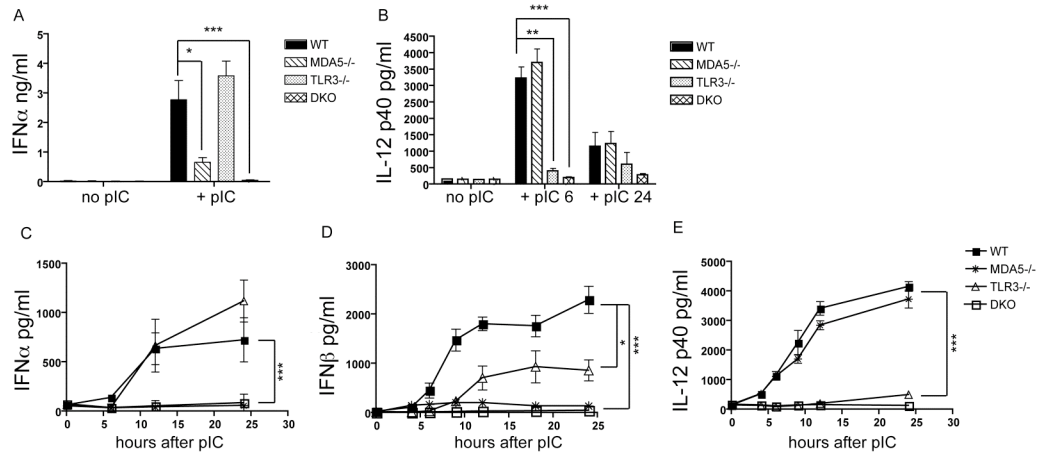 A
IFNα ng/ml
5
4
3
2
1
0
no pIC
+ pIC
*
***
WT
MDA5-/-
TLR3-/-
DKO
B
IL-12 p40 pg/ml
4500
4000
3500
3000
2500
2000
1500
1000
500
0
no pIC
+ pIC 6
+ pIC 24
**
***
WT
MDA5-/-
TLR3-/-
DKO
C
IFNα pg/ml
1500
1000
500
0
0 5 10 15 20 25 30
hours after pIC
***
D
IFNβ pg/ml
3000
2000
1000
0
0 5 10 15 20 25
hours after pIC
*
***
E
IL-12 p40 pg/ml
5000
4000
3000
2000
1000
0
0 10 20 30
hours after pIC
***
WT
MDA5-/-
TLR3-/-
DKO